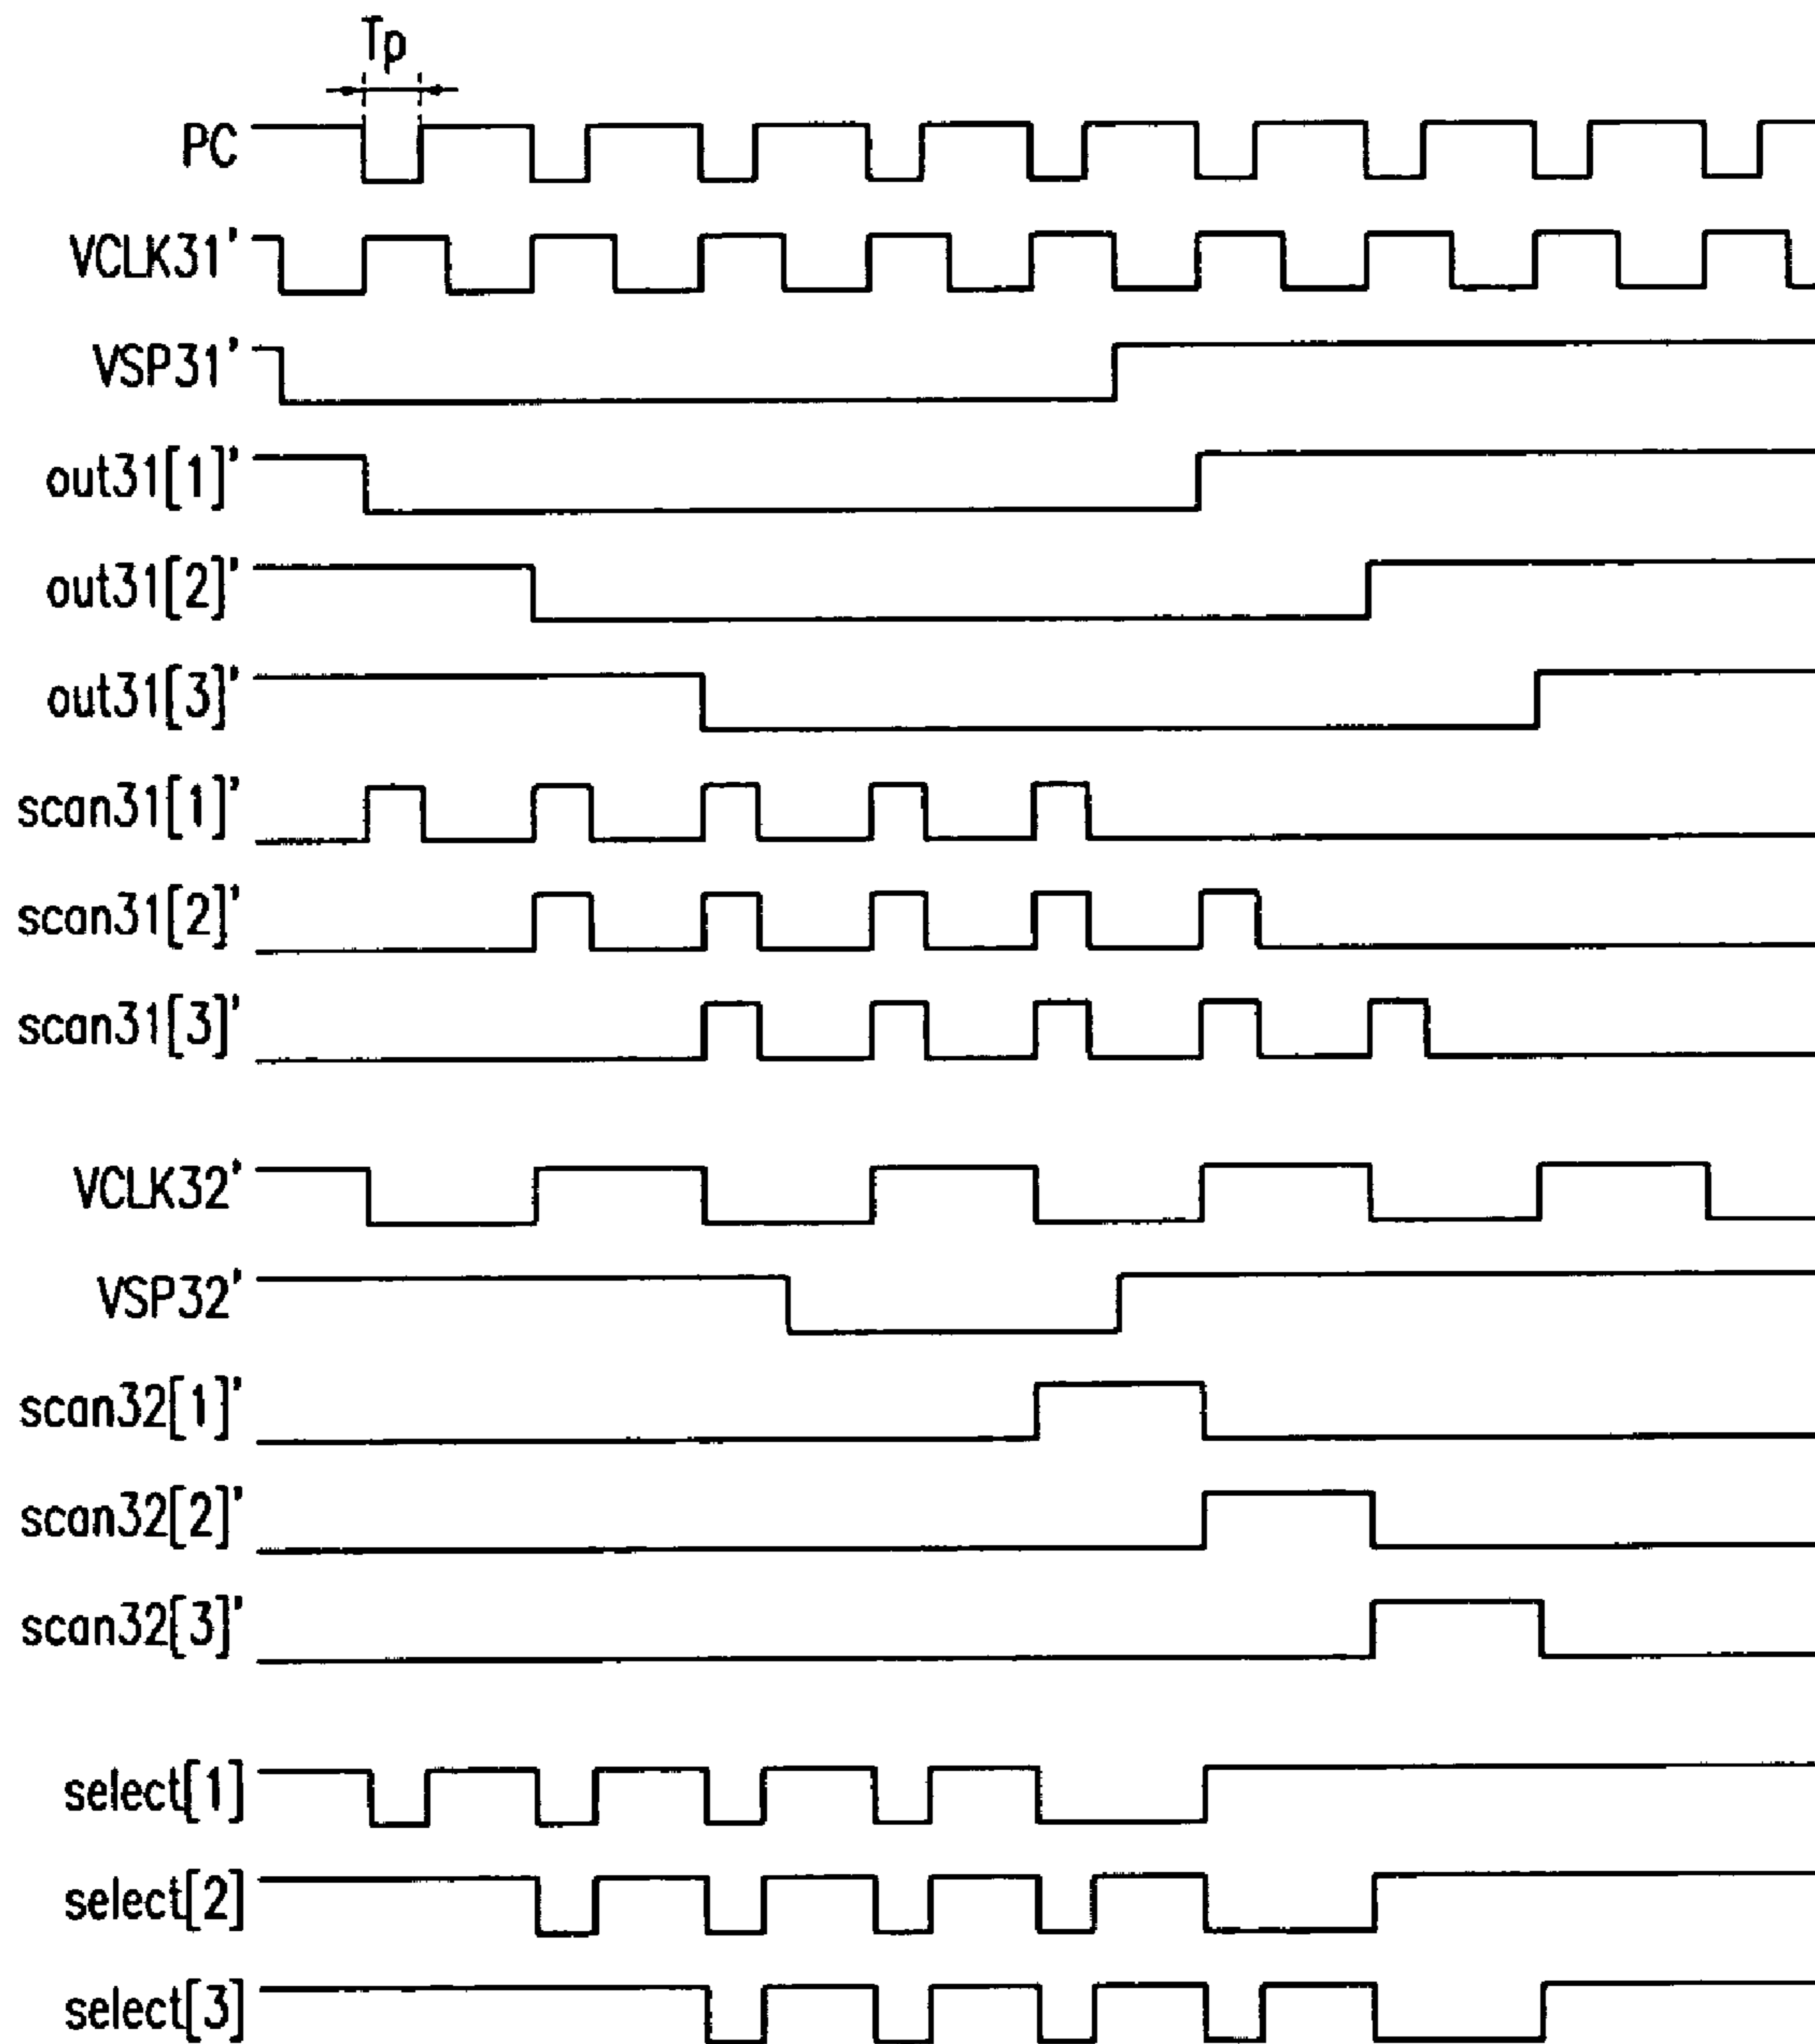 Tp
PC
VCLK31'
VSP31'
out31[1]'
out31[2]'
out31[3]'
scan31[1]'
scan31[2]'
scan31[3]'
VCLK32'
VSP32'
scan32[1]'
scan32[2]'
scan32[3]'
select[1]
select[2]
select[3]